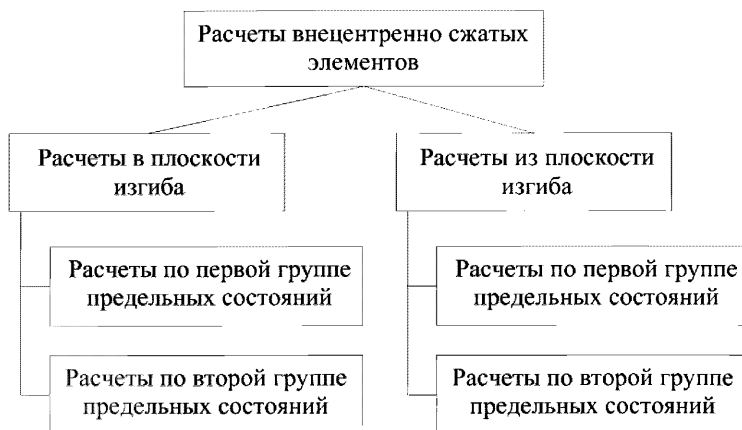 Расчеты внецентренно сжатых
элементов
Расчеты в плоскости
изгиба
Расчеты из плоскости
изгиба
Расчеты по первой группе
предельных состояний
Расчеты по первой группе
предельных состояний
Расчеты по второй группе
предельных состояний
Расчеты по второй группе
предельных состояний